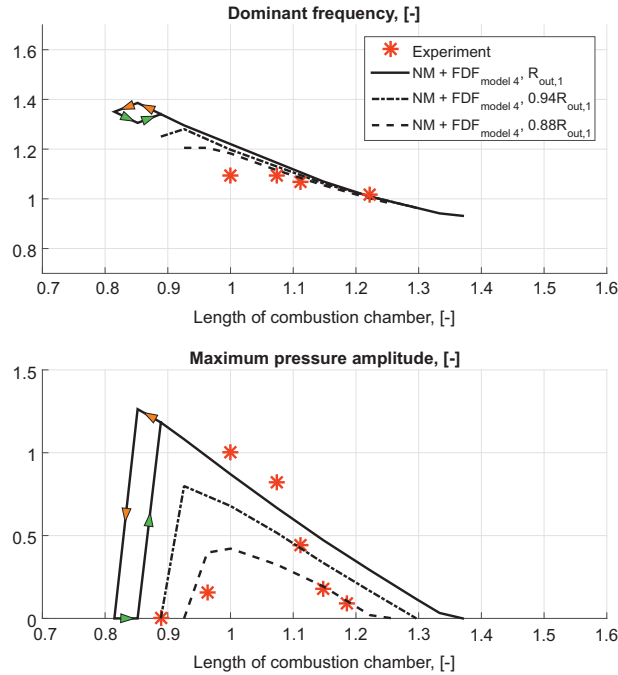 Dominant frequency, [-]
1.6
1.4
1.2
1
0.8
Experiment
NM + FDF model 4, R out,1
NM + FDF model 4, 0.94R out,1
NM + FDF model 4, 0.88R out,1
0.7 0.8 0.9 1 1.1 1.2 1.3 1.4 1.5 1.6
Length of combustion chamber, [-]
Maximum pressure amplitude, [-]
1.5
1
0.5
0
0.7 0.8 0.9 1 1.1 1.2 1.3 1.4 1.5 1.6
Length of combustion chamber, [-]